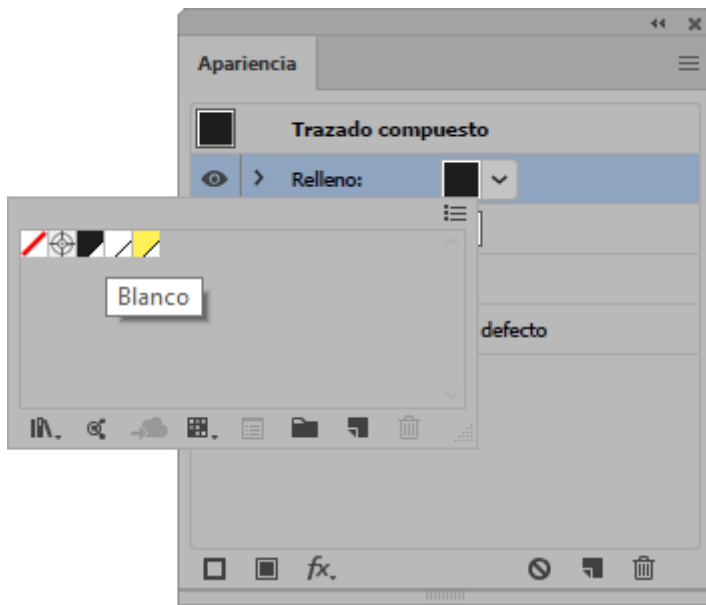 Apariencia
Trazado compuesto
Relleno:
Blanco
defecto
fx.